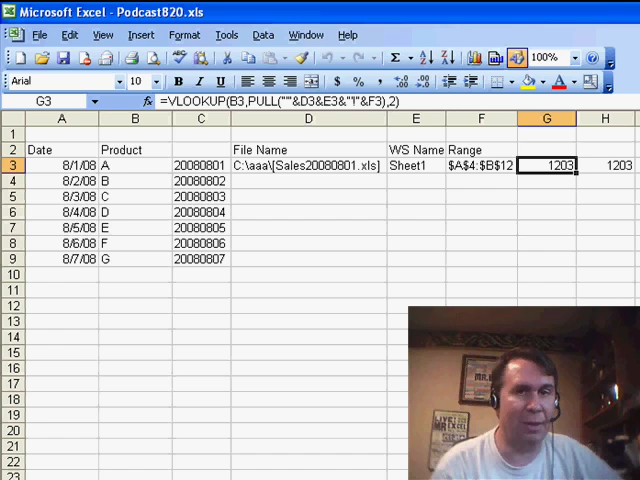 Microsoft Excel - Podcast820.xls
File Edit View Insert Format Tools Data Window Help
Σ 100%
Arial 10 B I U $ %
G3 fx =VLOOKUP(B3,PULL("'"&D3&E3&"'!"&F3),2)
A B C D E F G H
1
2 Date Product File Name WS Name Range
3 8/1/08 A 20080801 C:\aaa\[Sales20080801.xls] Sheet1 $A$4:$B$12 1203 1203
4 8/2/08 B 20080802
5 8/3/08 C 20080803
6 8/4/08 D 20080804
7 8/5/08 E 20080805
8 8/6/08 F 20080806
9 8/7/08 G 20080807
10
11
12
13
14
15
16
17
18
19
20
21
22
23